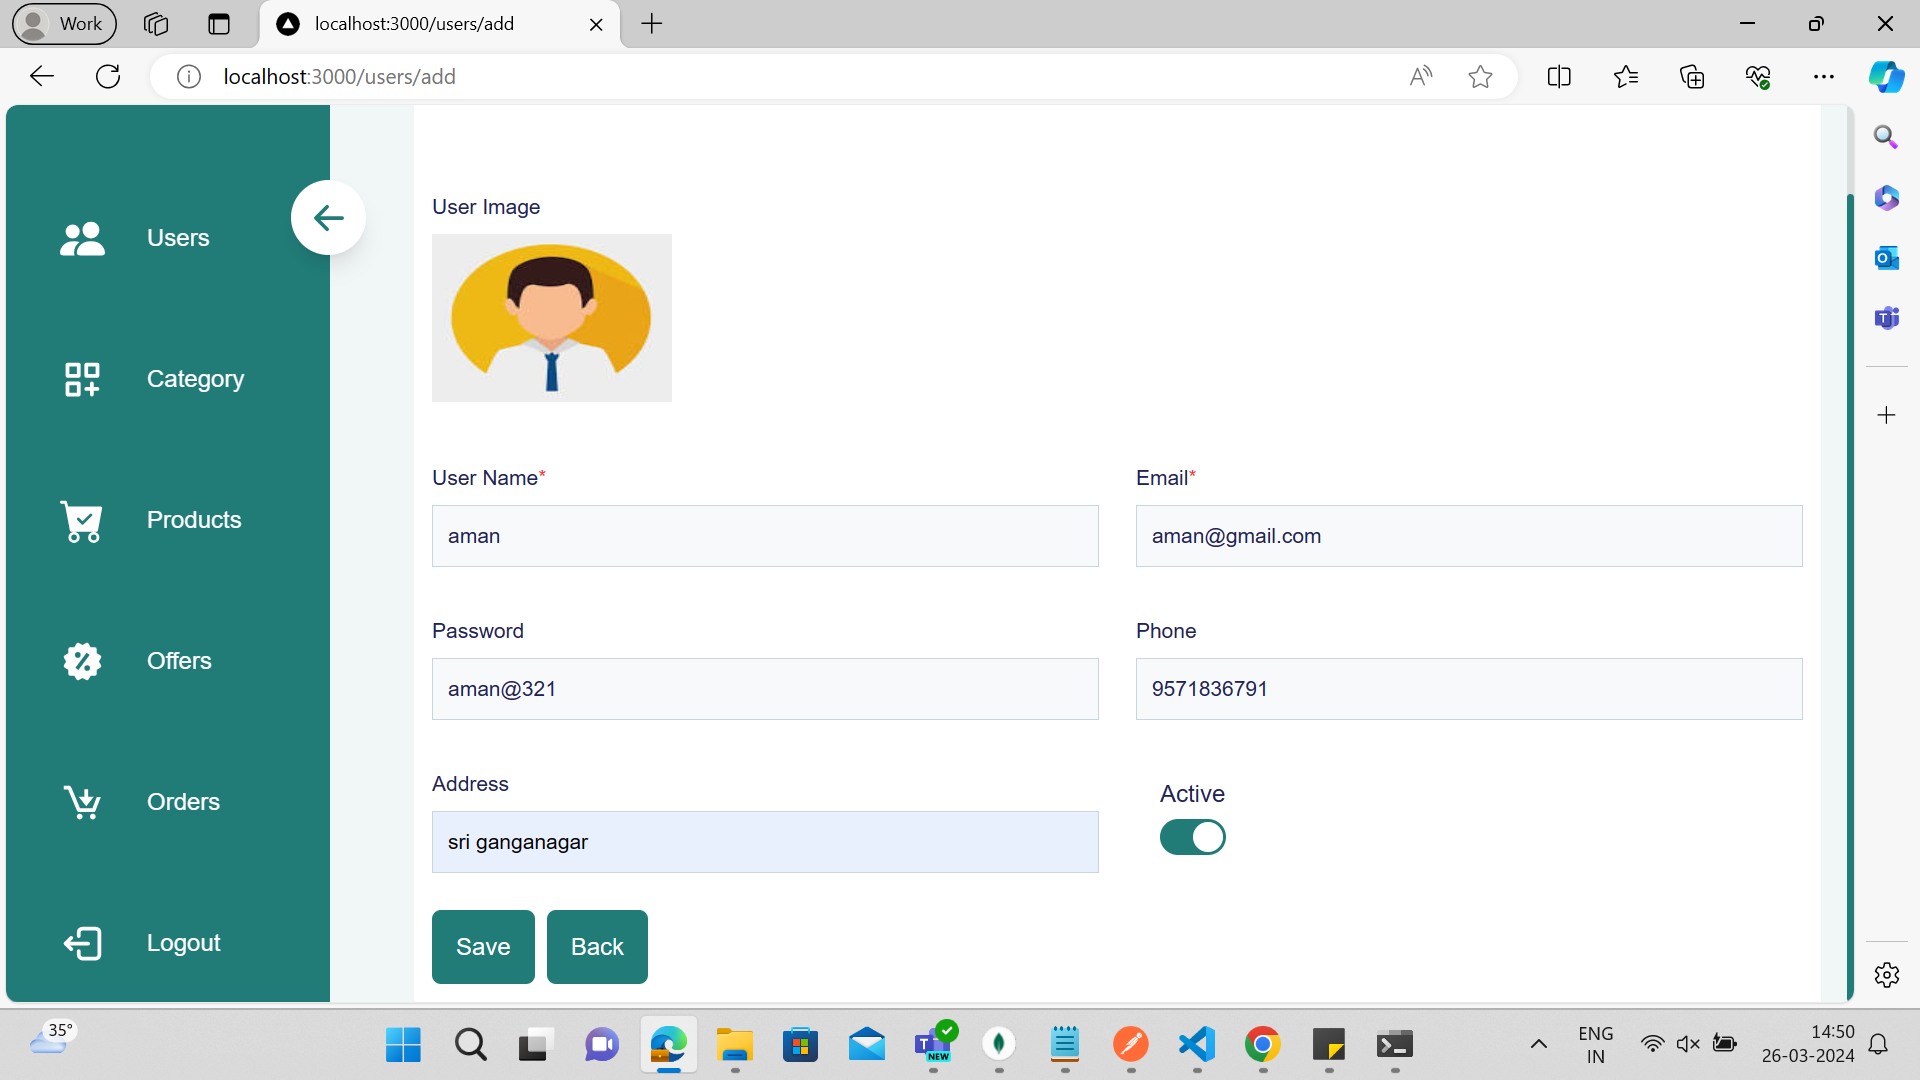 Work
localhost:3000/users/add
localhost:3000/users/add
Users
Category
Products
Offers
Orders
Logout
User Image
User Name*
Email*
aman
aman@gmail.com
Password
Phone
aman@321
9571836791
Address
Active
sri ganganagar
Save
Back
35°
NEW
ENG
IN
14:50
26-03-2024